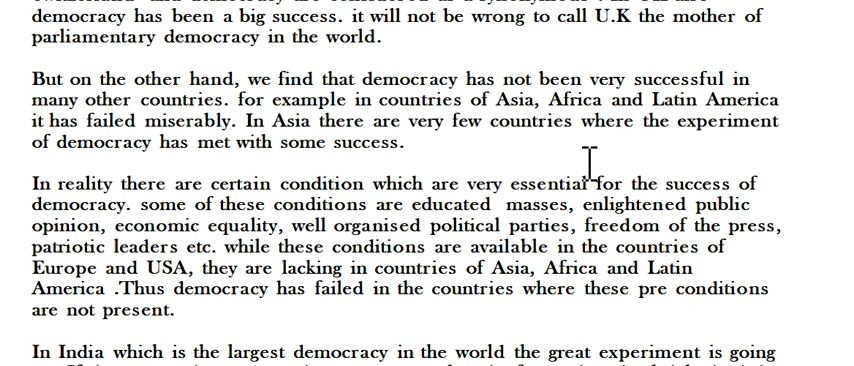 democracy has been a big success. it will not be wrong to call U.K the mother of
parliamentary democracy in the world.
But on the other hand, we find that democracy has not been very successful in
many other countries. for example in countries of Asia, Africa and Latin America
it has failed miserably. In Asia there are very few countries where the experiment
of democracy has met with some success.
In reality there are certain condition which are very essential for the success of
democracy. some of these conditions are educated masses, enlightened public
opinion, economic equality, well organised political parties, freedom of the press,
patriotic leaders etc. while these conditions are available in the countries of
Europe and USA, they are lacking in countries of Asia, Africa and Latin
America .Thus democracy has failed in the countries where these pre conditions
are not present.
In India which is the largest democracy in the world the great experiment is going